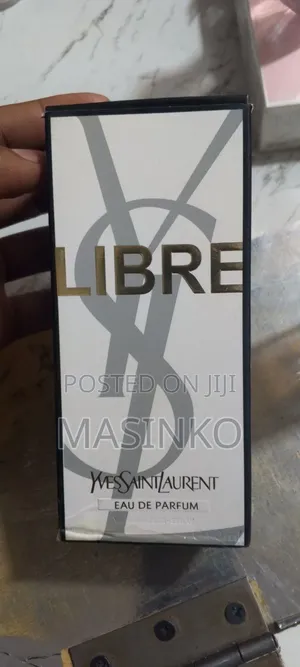 LIBRE
POSTED ON JIJI
MASINKO
YVESSAINTLAURENT
EAU DE PARFUM